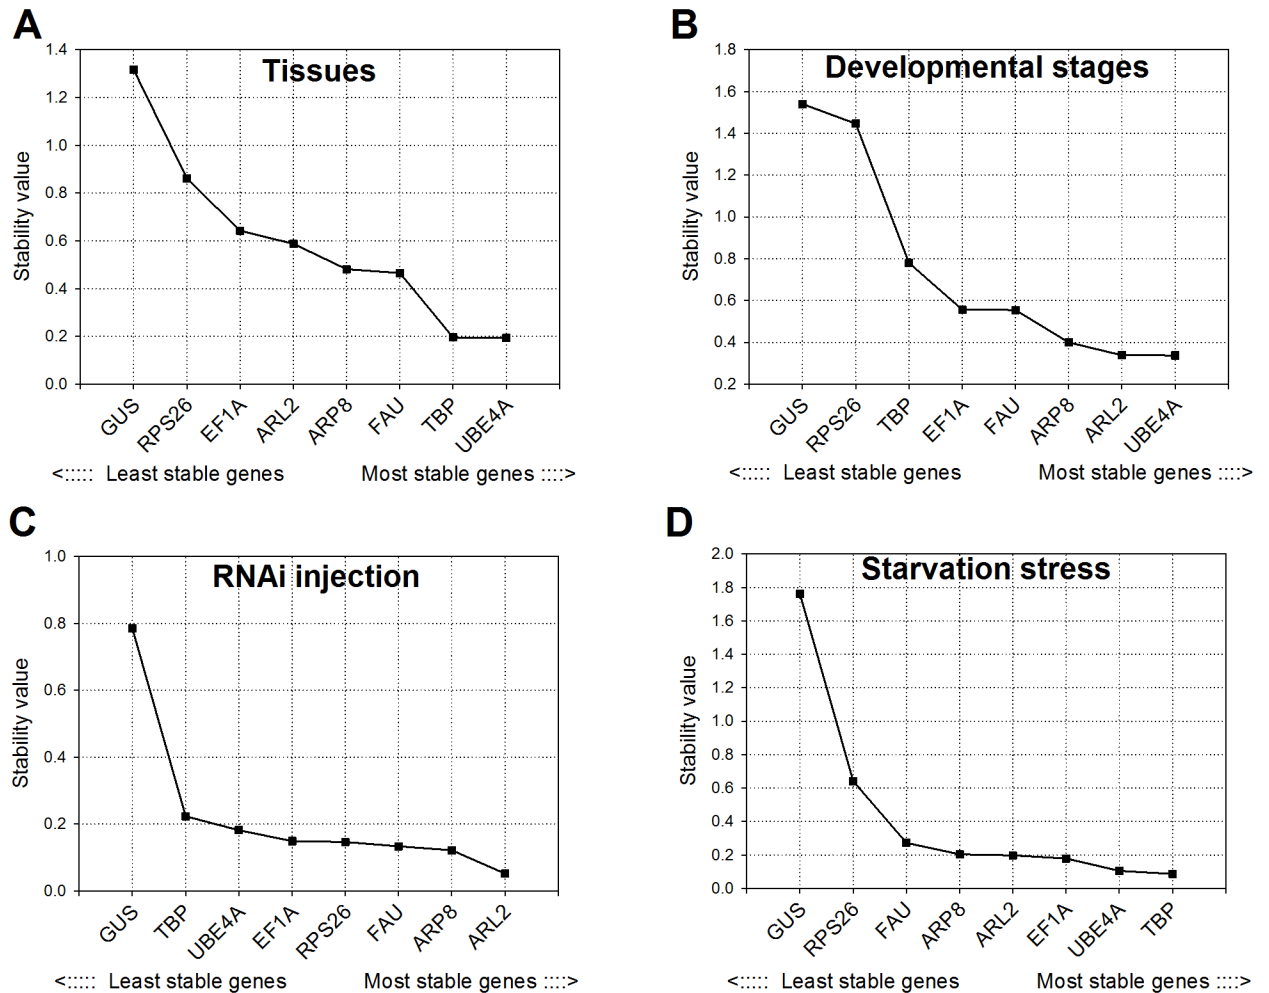 A
Tissues
Stability value
1.4
1.2
1.0
0.8
0.6
0.4
0.2
0.0
GUS
RPS26
EF1A
ARL2
ARP8
FAU
TBP
UBE4A
<::::: Least stable genes Most stable genes ::::>
B
Developmental stages
Stability value
1.8
1.6
1.4
1.2
1.0
0.8
0.6
0.4
0.2
GUS
RPS26
TBP
EF1A
FAU
ARP8
ARL2
UBE4A
<::::: Least stable genes Most stable genes ::::>
C
RNAi injection
Stability value
1.0
0.8
0.6
0.4
0.2
0.0
GUS
TBP
UBE4A
EF1A
RPS26
FAU
ARP8
ARL2
<::::: Least stable genes Most stable genes ::::>
D
Starvation stress
Stability value
2.0
1.8
1.6
1.4
1.2
1.0
0.8
0.6
0.4
0.2
0.0
GUS
RPS26
FAU
ARP8
ARL2
EF1A
UBE4A
TBP
<::::: Least stable genes Most stable genes ::::>